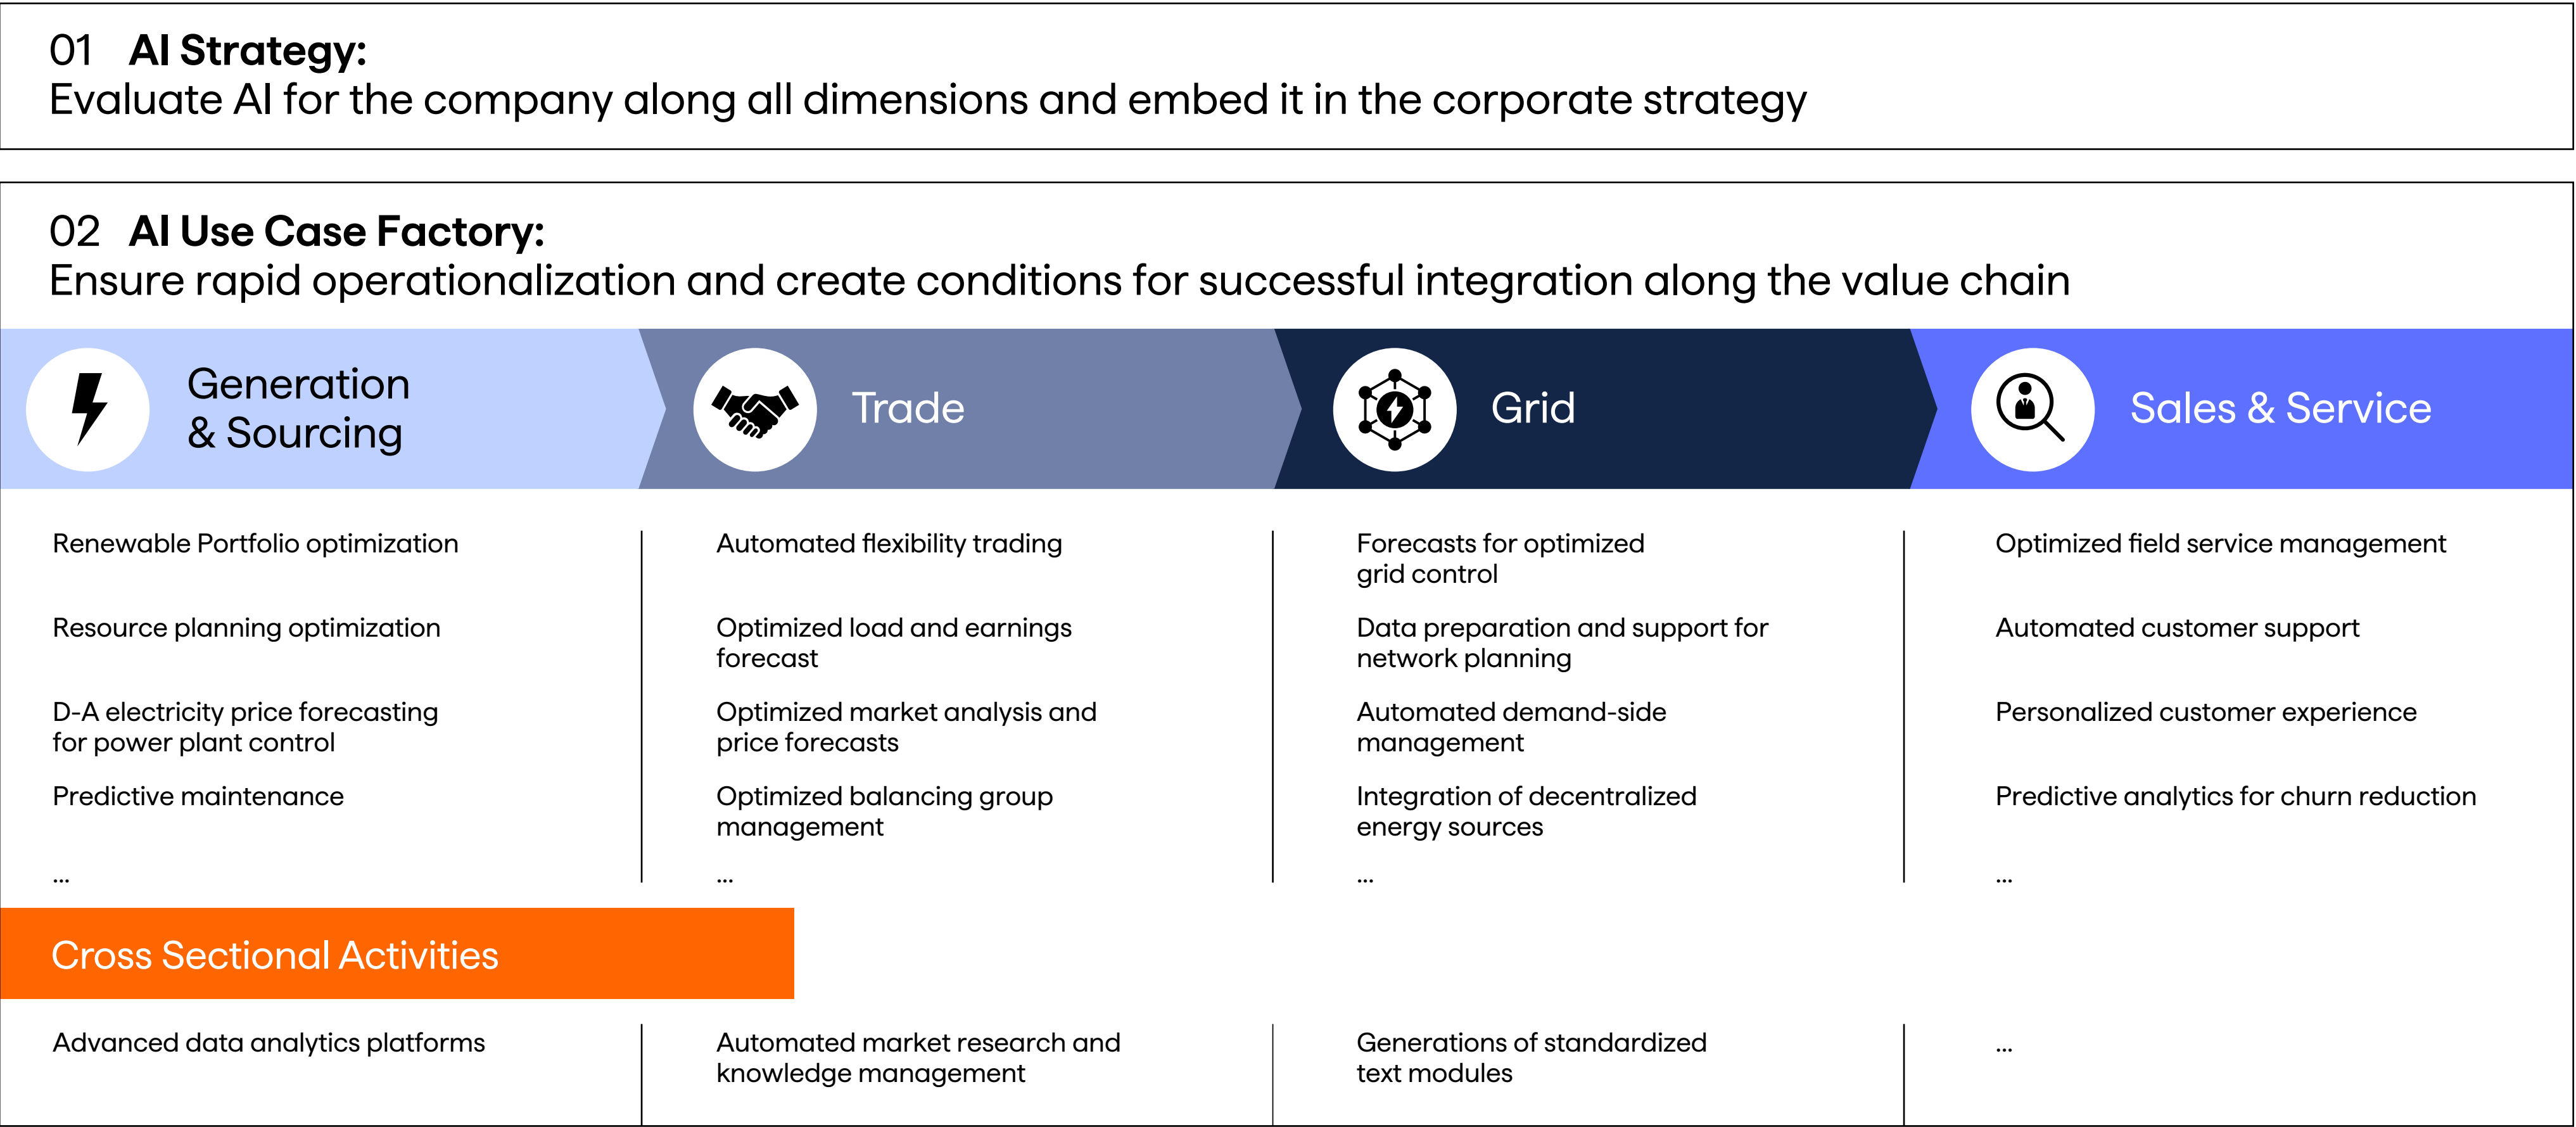 01 AI Strategy:
Evaluate AI for the company along all dimensions and embed it in the corporate strategy
02 AI Use Case Factory:
Ensure rapid operationalization and create conditions for successful integration along the value chain
Generation
& Sourcing
Trade
Grid
Sales & Service
Renewable Portfolio optimization
Resource planning optimization
D-A electricity price forecasting
for power plant control
Predictive maintenance
...
Automated flexibility trading
Optimized load and earnings
forecast
Optimized market analysis and
price forecasts
Optimized balancing group
management
...
Forecasts for optimized
grid control
Data preparation and support for
network planning
Automated demand-side
management
Integration of decentralized
energy sources
...
Optimized field service management
Automated customer support
Personalized customer experience
Predictive analytics for churn reduction
...
Cross Sectional Activities
Advanced data analytics platforms
Automated market research and
knowledge management
Generations of standardized
text modules
...